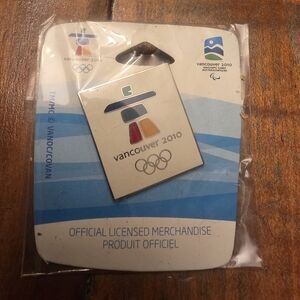 vancouver 2010
vancouver 2010
TM/MC © VANOC/COVAN
vancouver 2010
OFFICIAL LICENSED MERCHANDISE
PRODUIT OFFICIEL